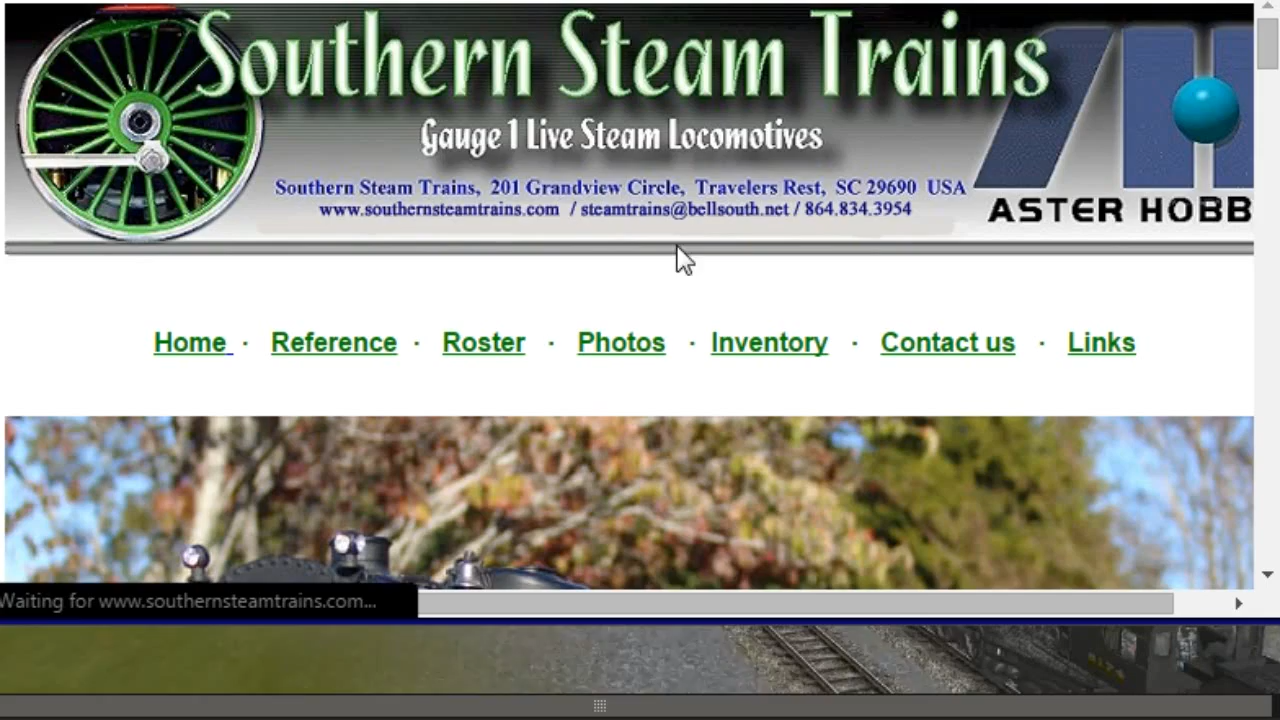 Southern Steam Trains
Gauge 1 Live Steam Locomotives
Southern Steam Trains, 201 Grandview Circle, Travelers Rest, SC 29690 USA
www.southernsteamtrains.com / steamtrains@bellsouth.net / 864.834.3954
ASTER HOBB
Home · Reference · Roster · Photos · Inventory · Contact us · Links
Waiting for www.southernsteamtrains.com...